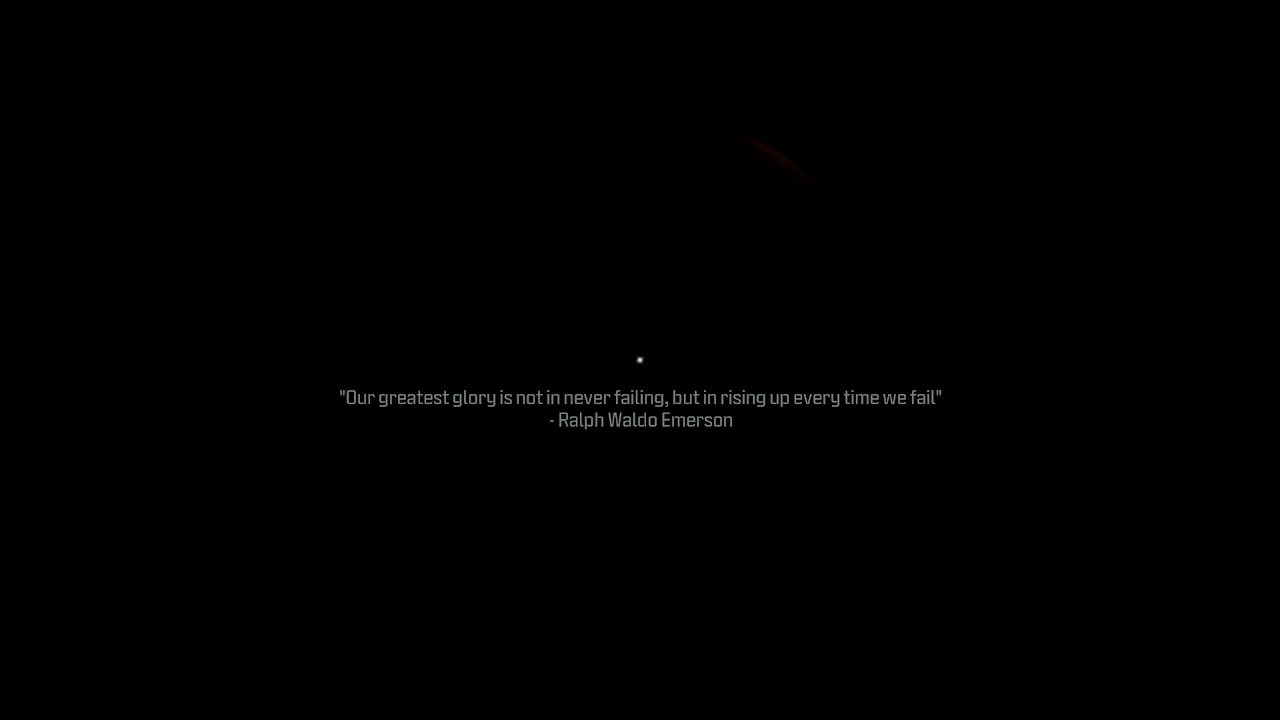 "Our greatest glory is not in never failing, but in rising up every time we fail"
- Ralph Waldo Emerson